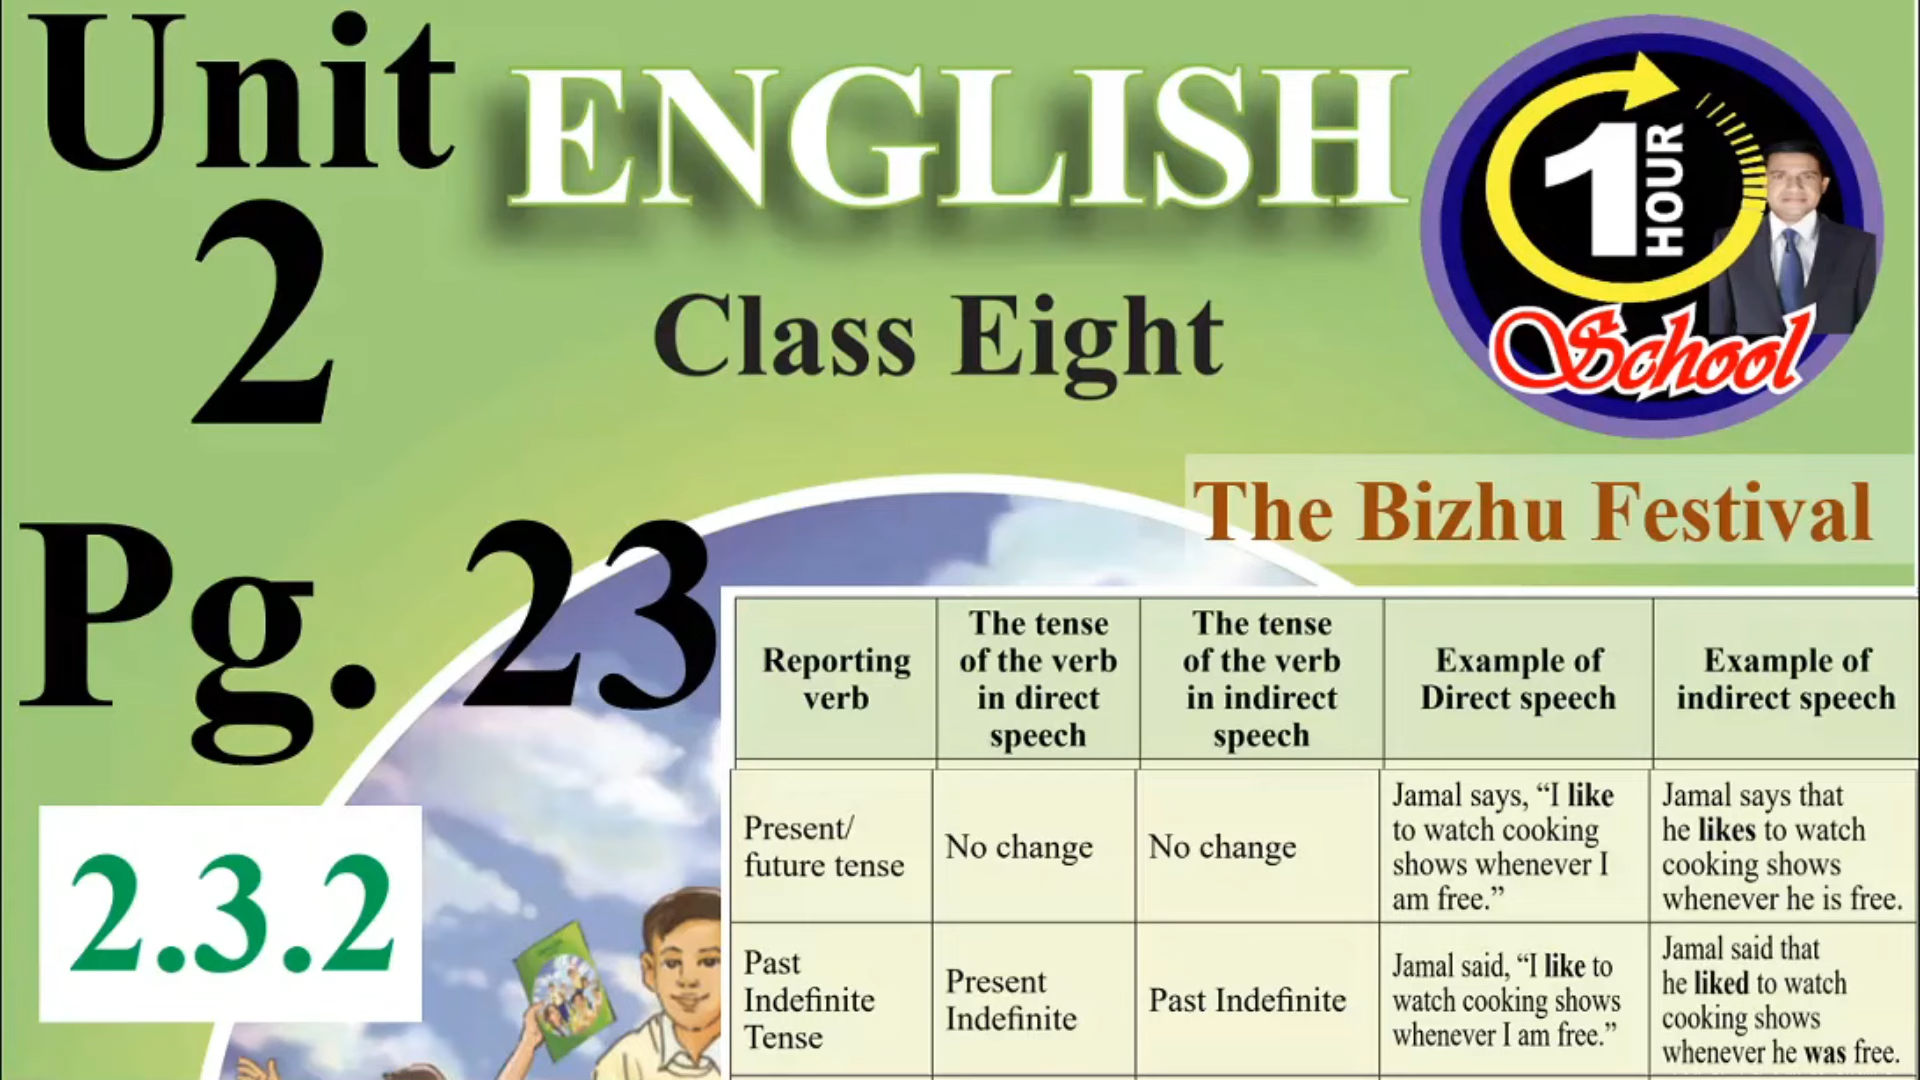 Unit
2
ENGLISH
Class Eight
1
HOUR
School
The Bizhu Festival
Pg. 23
2.3.2
Reporting
verb
The tense
of the verb
in direct
speech
The tense
of the verb
in indirect
speech
Example of
Direct speech
Example of
indirect speech
Present/
future tense
No change
No change
Jamal says, “I like
to watch cooking
shows whenever I
am free.”
Jamal says that
he likes to watch
cooking shows
whenever he is free.
Past
Indefinite
Tense
Present
Indefinite
Past Indefinite
Jamal said, “I like to
watch cooking shows
whenever I am free.”
Jamal said that
he liked to watch
cooking shows
whenever he was free.